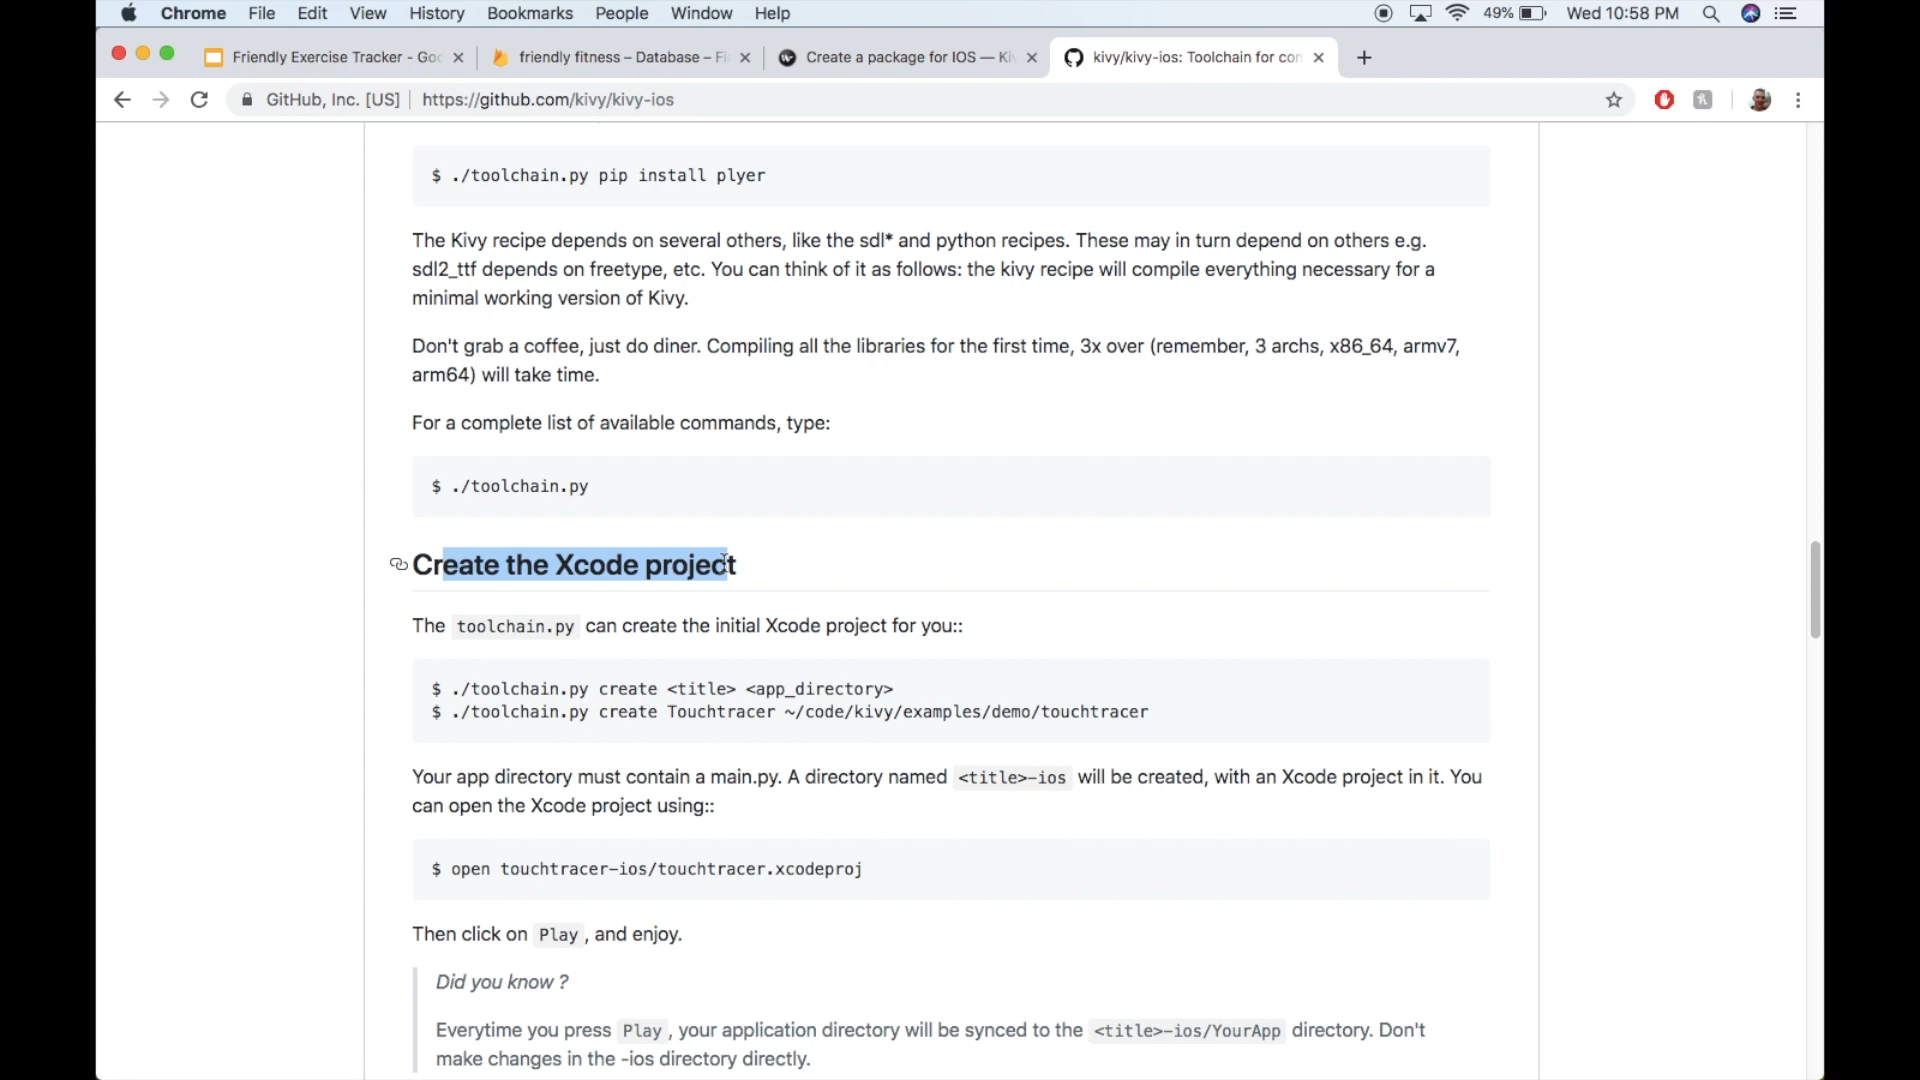 Chrome File Edit View History Bookmarks People Window Help 49% Wed 10:58 PM
Friendly Exercise Tracker - Goo friendly fitness – Database – Fi Create a package for IOS — Kiv kivy/kivy-ios: Toolchain for con
GitHub, Inc. [US] https://github.com/kivy/kivy-ios
$ ./toolchain.py pip install plyer
The Kivy recipe depends on several others, like the sdl* and python recipes. These may in turn depend on others e.g.
sdl2_ttf depends on freetype, etc. You can think of it as follows: the kivy recipe will compile everything necessary for a
minimal working version of Kivy.
Don't grab a coffee, just do diner. Compiling all the libraries for the first time, 3x over (remember, 3 archs, x86_64, armv7,
arm64) will take time.
For a complete list of available commands, type:
$ ./toolchain.py
Create the Xcode project
The toolchain.py can create the initial Xcode project for you::
$ ./toolchain.py create <title> <app_directory>
$ ./toolchain.py create Touchtracer ~/code/kivy/examples/demo/touchtracer
Your app directory must contain a main.py. A directory named <title>-ios will be created, with an Xcode project in it. You
can open the Xcode project using::
$ open touchtracer-ios/touchtracer.xcodeproj
Then click on Play, and enjoy.
Did you know ?
Everytime you press Play, your application directory will be synced to the <title>-ios/YourApp directory. Don't
make changes in the -ios directory directly.